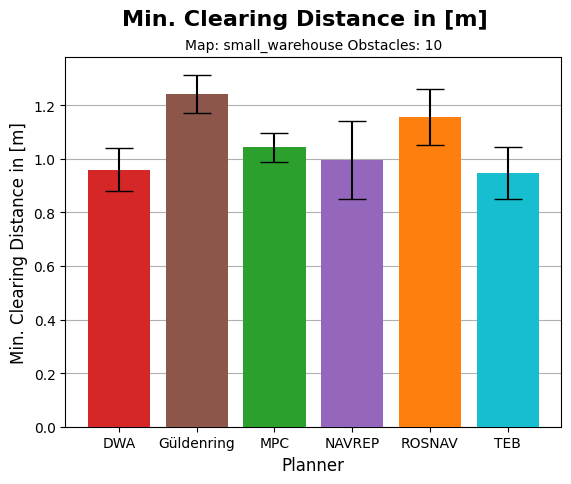 Min. Clearing Distance in [m]
Map: small_warehouse Obstacles: 10
Min. Clearing Distance in [m]
1.2
1.0
0.8
0.6
0.4
0.2
0.0
DWA Güldenring MPC NAVREP ROSNAV TEB
Planner